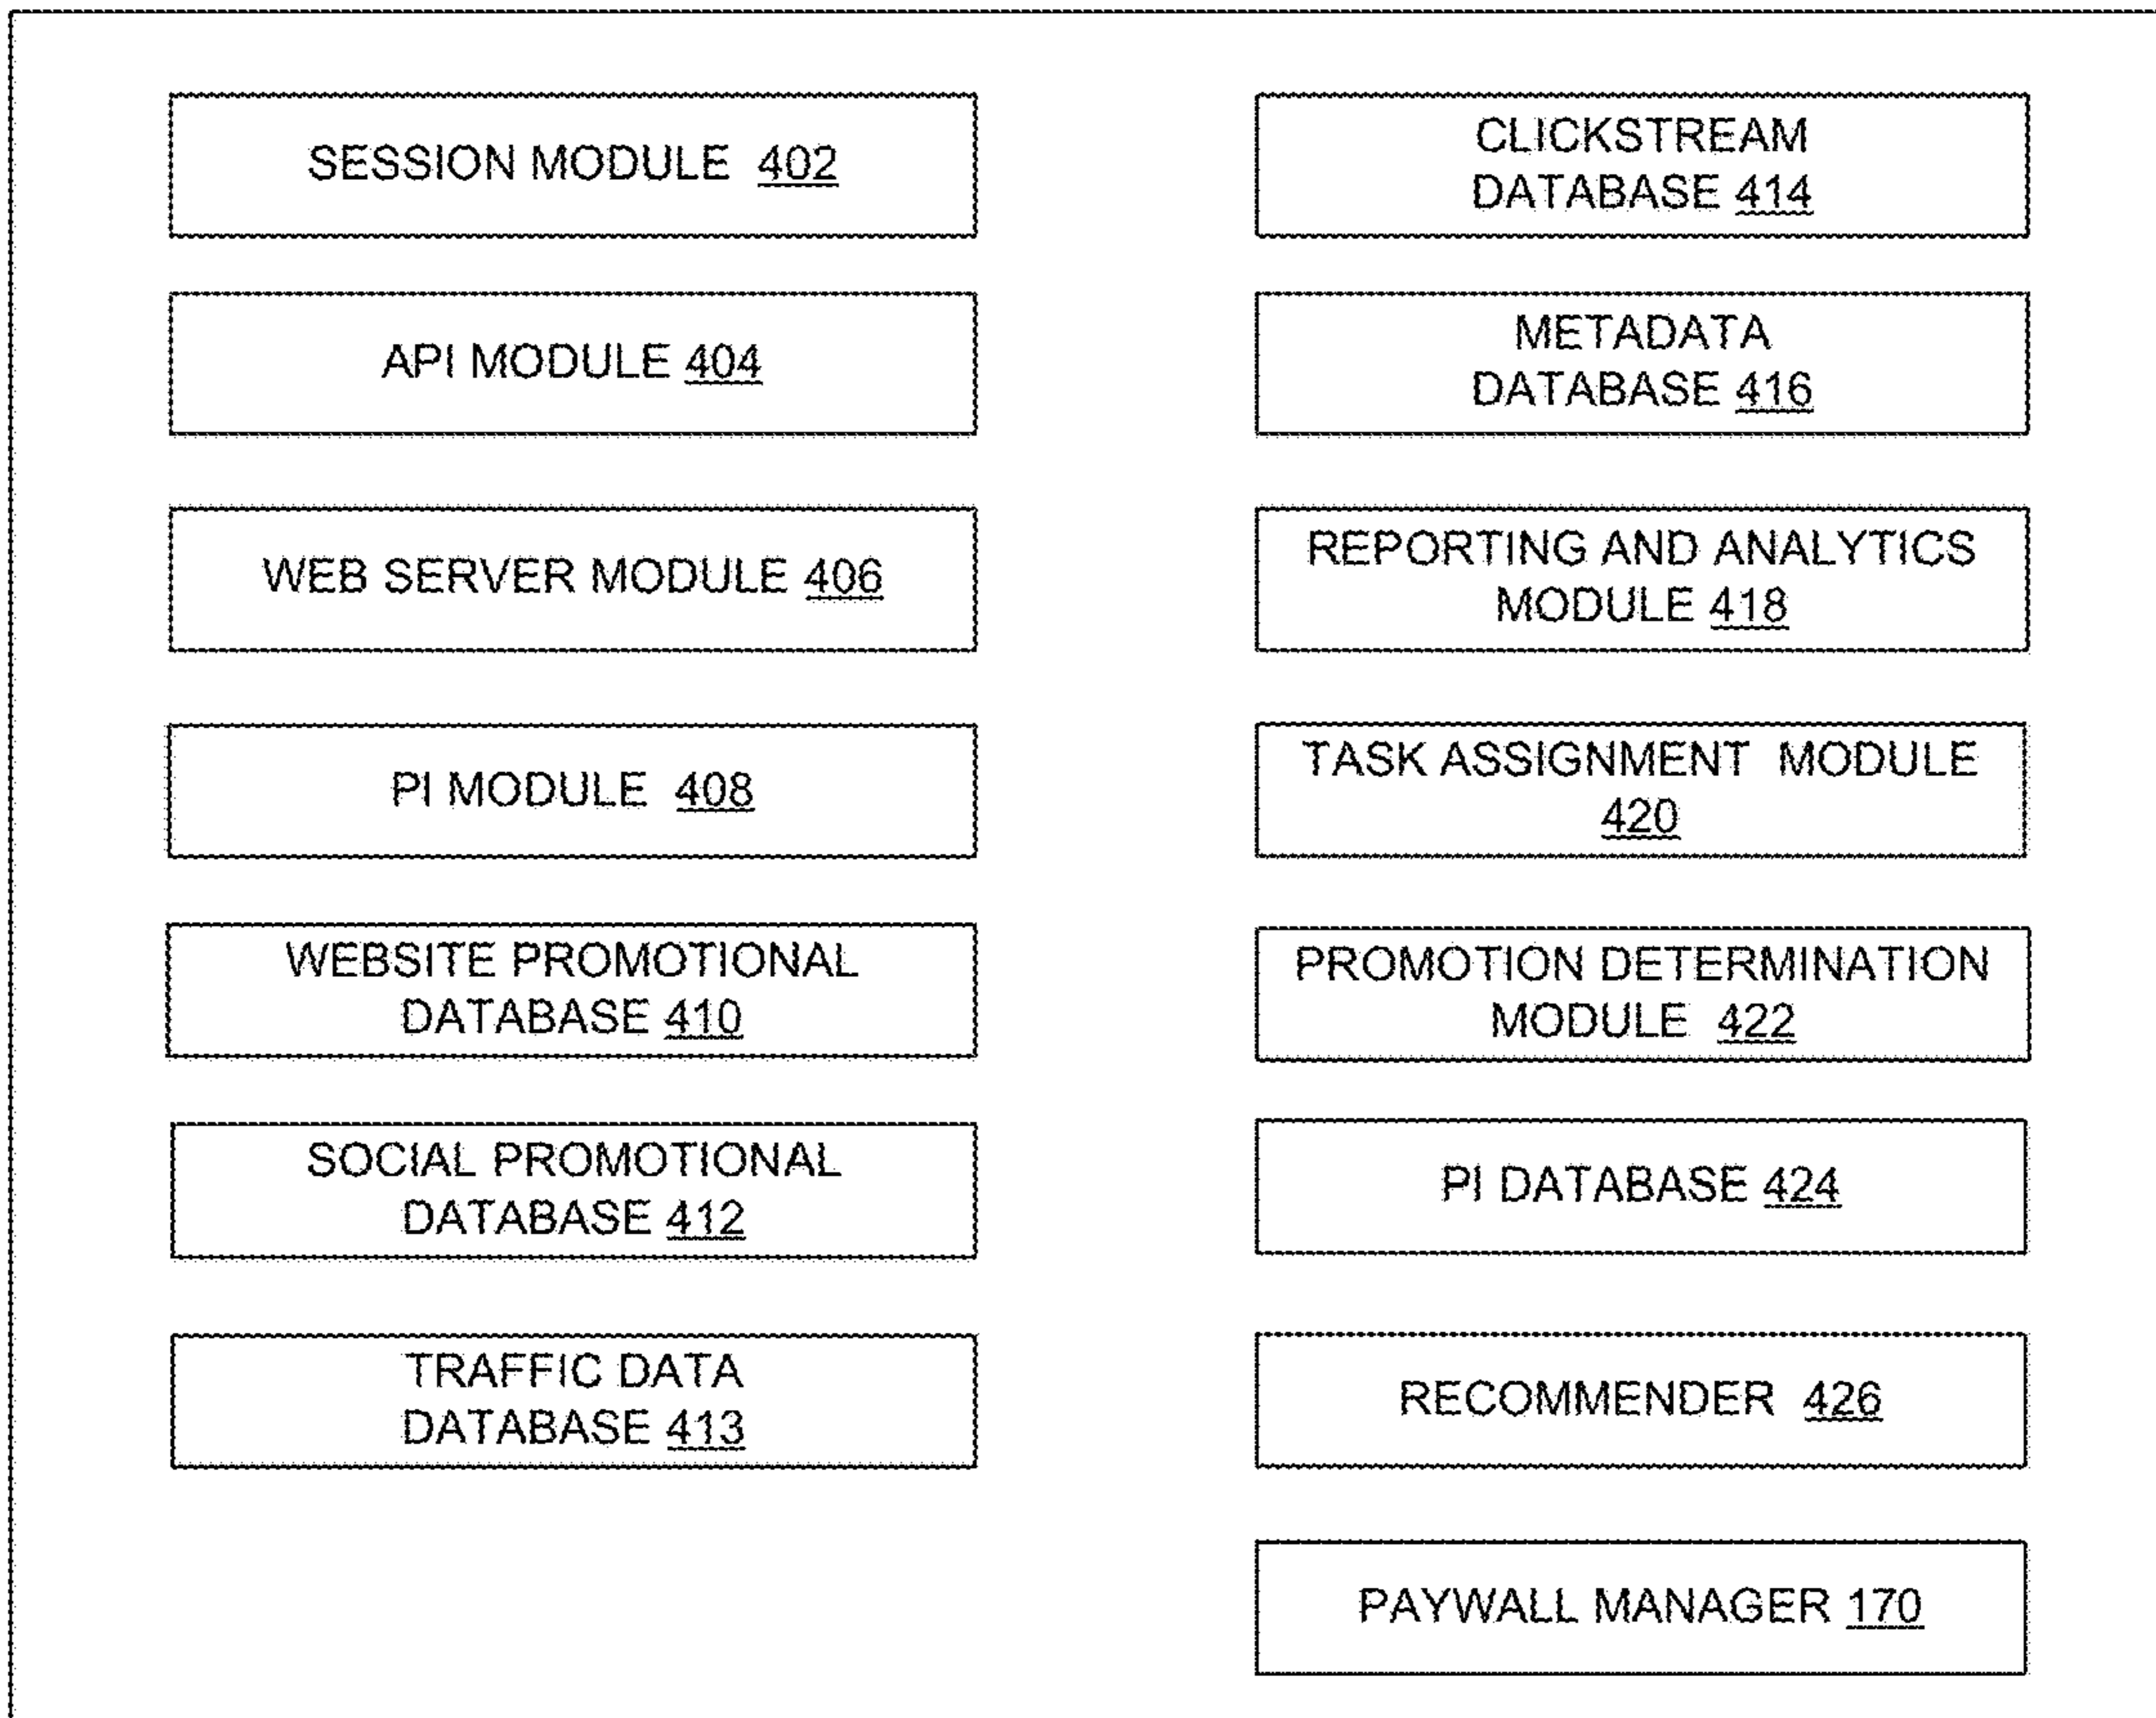 SESSION MODULE 402
API MODULE 404
WEB SERVER MODULE 406
PI MODULE 408
WEBSITE PROMOTIONAL
DATABASE 410
SOCIAL PROMOTIONAL
DATABASE 412
TRAFFIC DATA
DATABASE 413
CLICKSTREAM
DATABASE 414
METADATA
DATABASE 416
REPORTING AND ANALYTICS
MODULE 418
TASK ASSIGNMENT MODULE
420
PROMOTION DETERMINATION
MODULE 422
PI DATABASE 424
RECOMMENDER 426
PAYWALL MANAGER 170